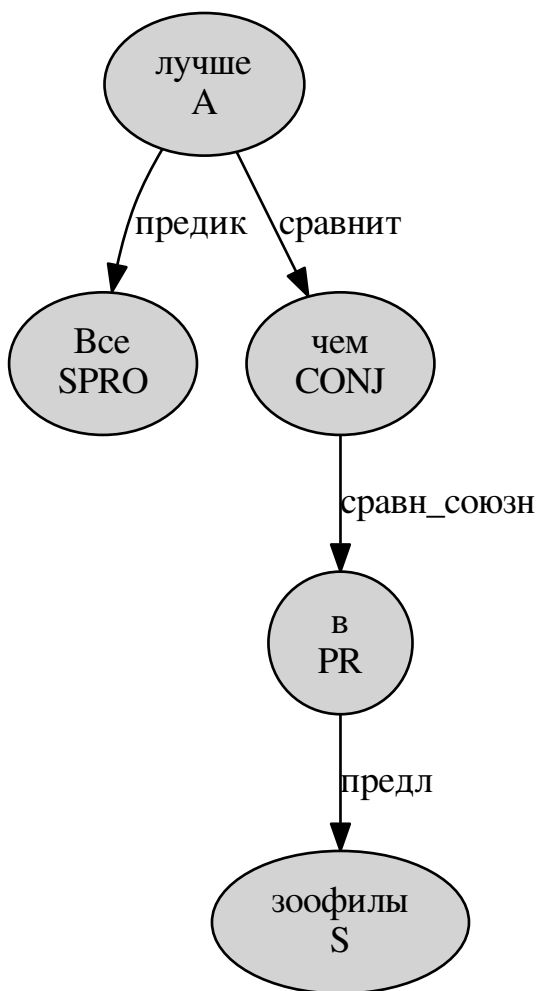 лучше
A
предик
сравнит
Все
SPRO
чем
CONJ
сравн_союзн
в
PR
предл
зоофилы
S